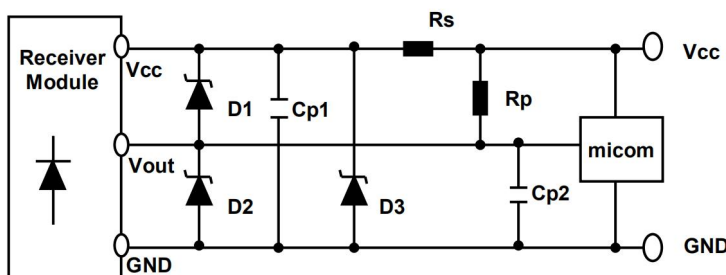 Receiver
Module
Vcc
Vout
GND
D1
D2
Cp1
D3
Rs
Rp
Cp2
micom
Vcc
GND